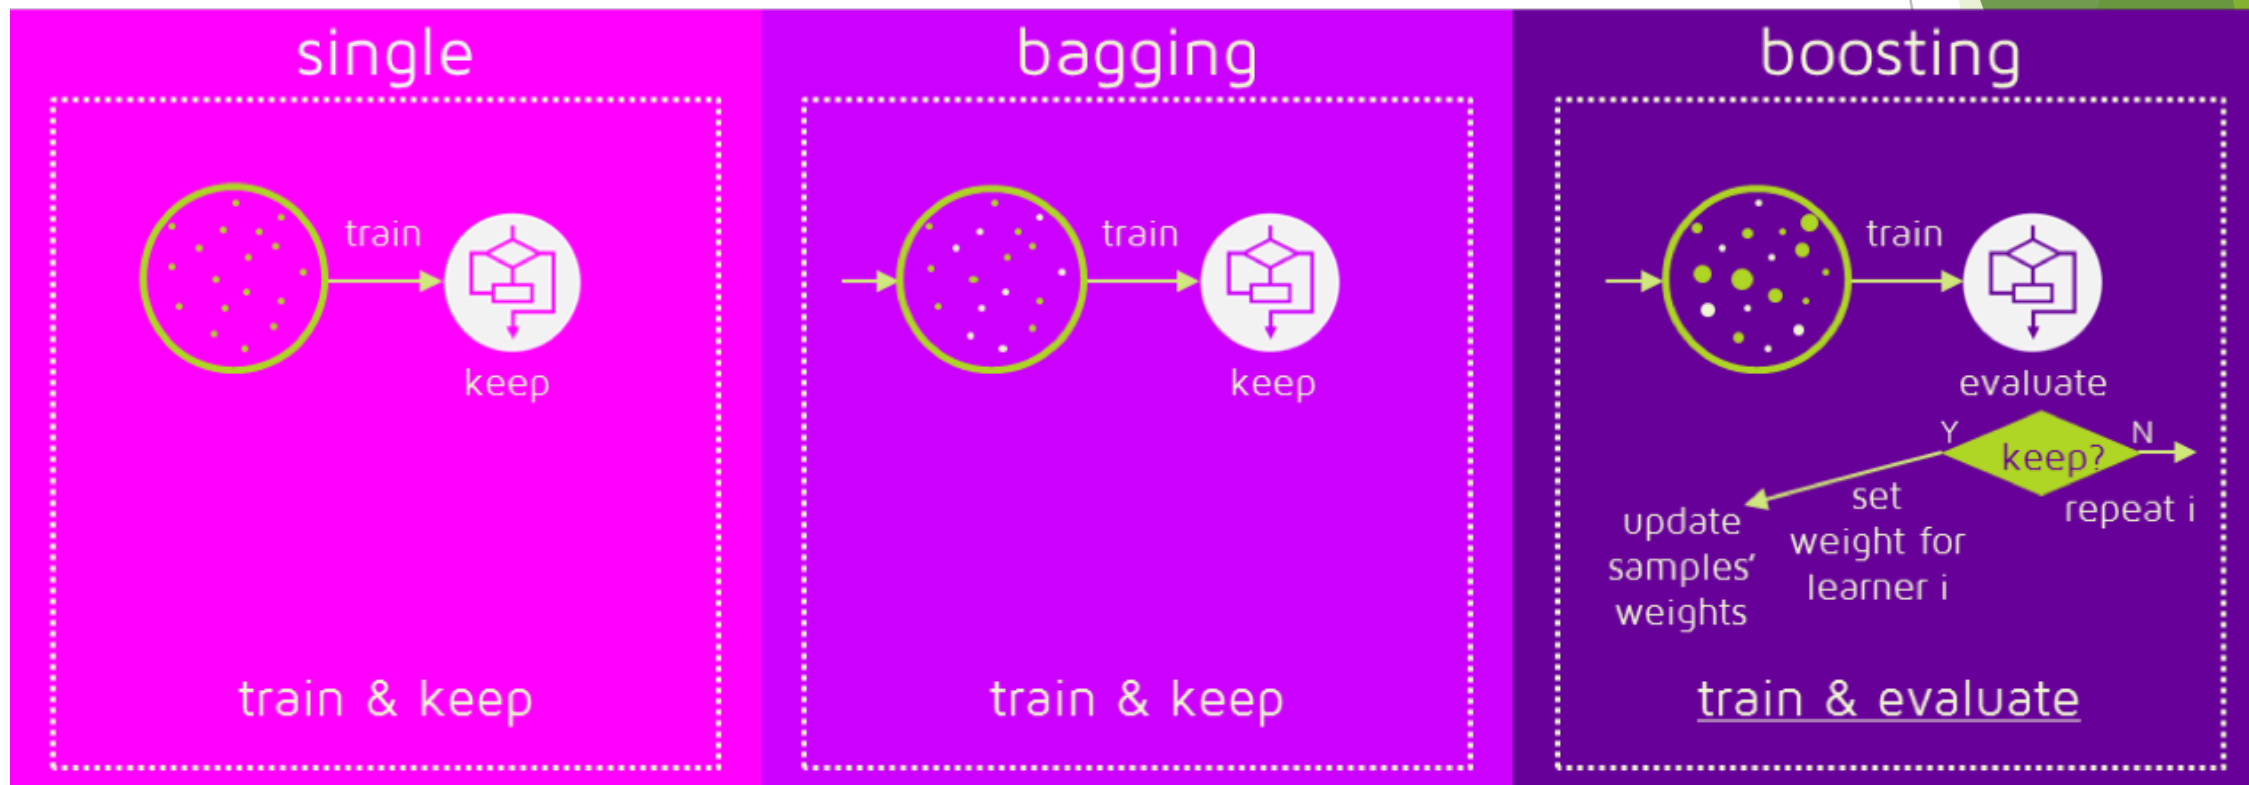 single
train
keep
train & keep
bagging
train
keep
train & keep
boosting
train
evaluate
Y
keep?
N
repeat i
set
weight for
learner i
update
samples’
weights
train & evaluate